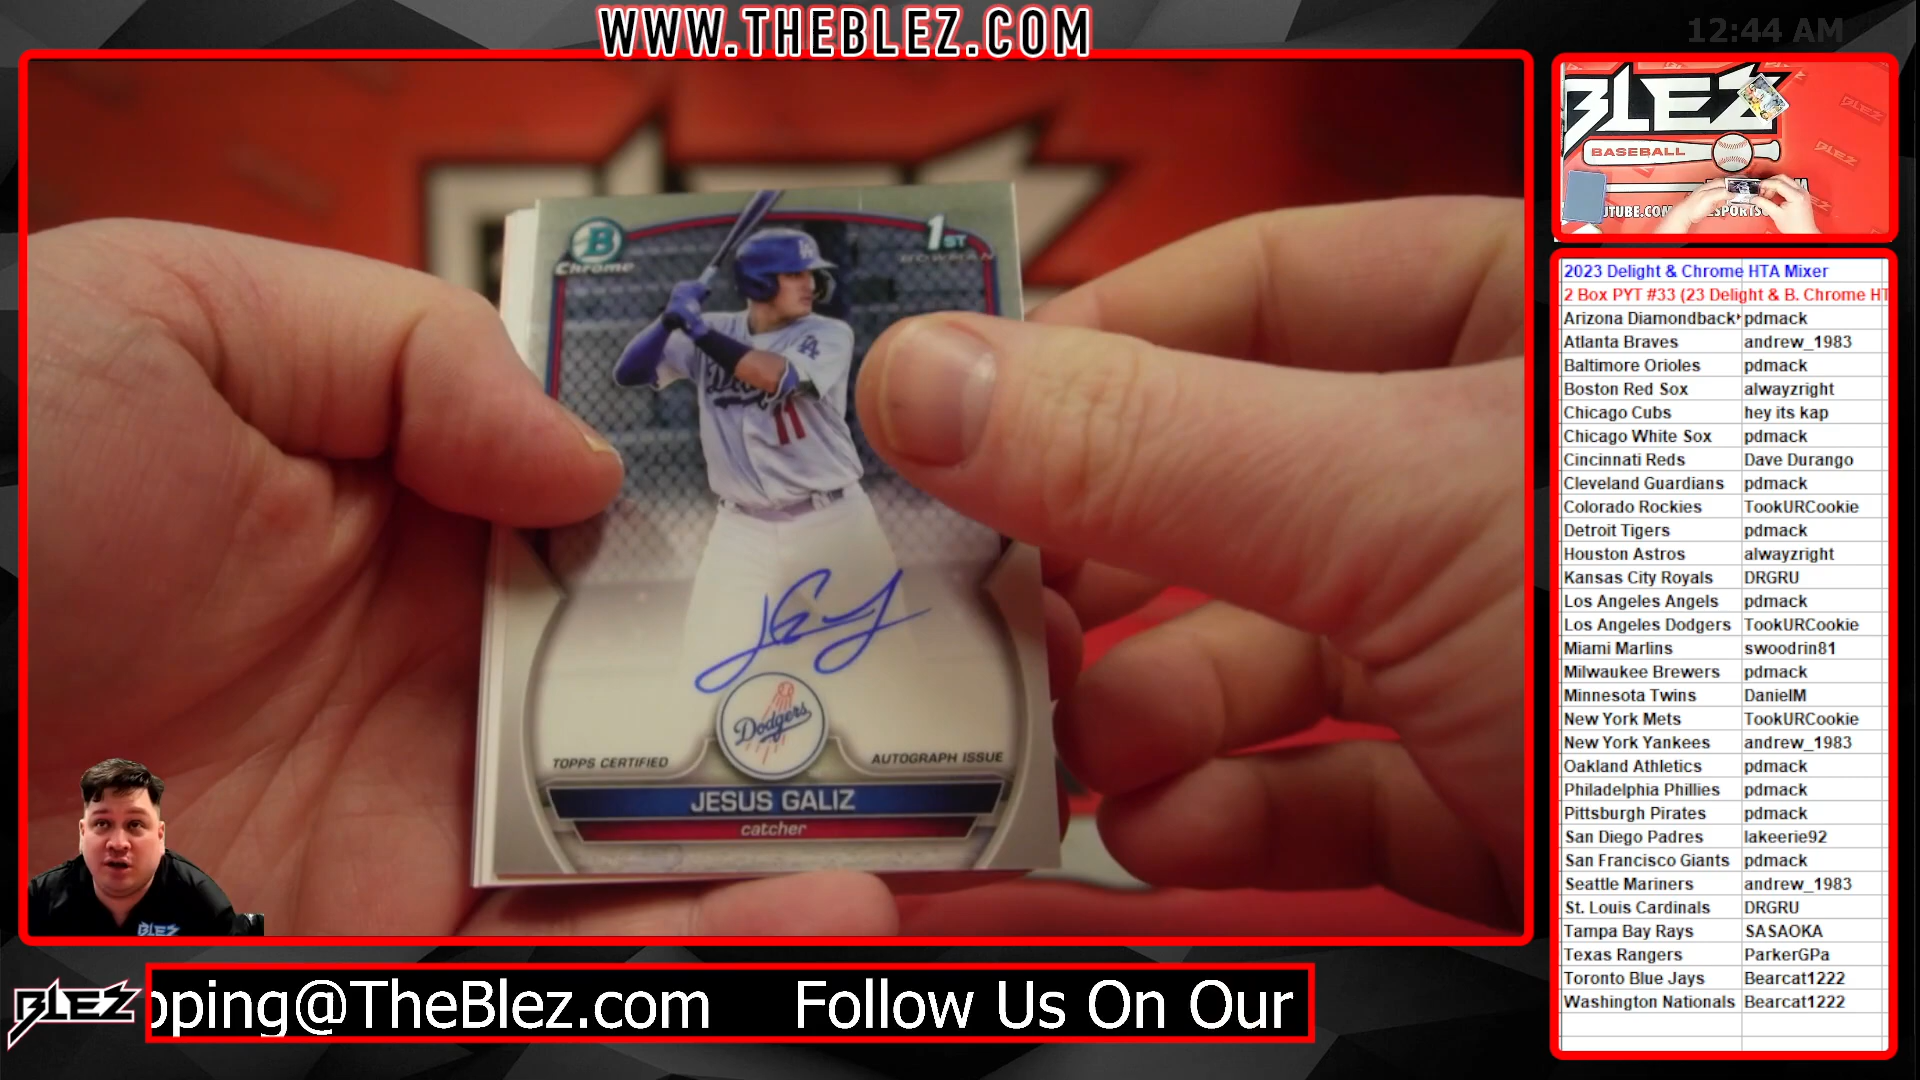 WWW.THEBLEZ.COM
12:44 AM
BLEZ
BASEBALL
BLEZ
BLEZ
B
Chrome
1ST
BOWMAN
LA
11
Dodgers
TOPPS CERTIFIED
AUTOGRAPH ISSUE
JESUS GALIZ
catcher
BLEZ
2023 Delight & Chrome HTA Mixer
2 Box PYT #33 (23 Delight & B. Chrome HT
Arizona Diamondback pdmack
Atlanta Braves andrew_1983
Baltimore Orioles pdmack
Boston Red Sox alwayzright
Chicago Cubs hey its kap
Chicago White Sox pdmack
Cincinnati Reds Dave Durango
Cleveland Guardians pdmack
Colorado Rockies TookURCookie
Detroit Tigers pdmack
Houston Astros alwayzright
Kansas City Royals DRGRU
Los Angeles Angels pdmack
Los Angeles Dodgers TookURCookie
Miami Marlins swoodrin81
Milwaukee Brewers pdmack
Minnesota Twins DanielM
New York Mets TookURCookie
New York Yankees andrew_1983
Oakland Athletics pdmack
Philadelphia Phillies pdmack
Pittsburgh Pirates pdmack
San Diego Padres lakeerie92
San Francisco Giants pdmack
Seattle Mariners andrew_1983
St. Louis Cardinals DRGRU
Tampa Bay Rays SASAOKA
Texas Rangers ParkerGPa
Toronto Blue Jays Bearcat1222
Washington Nationals Bearcat1222
BLEZ
pping@TheBlez.com Follow Us On Our